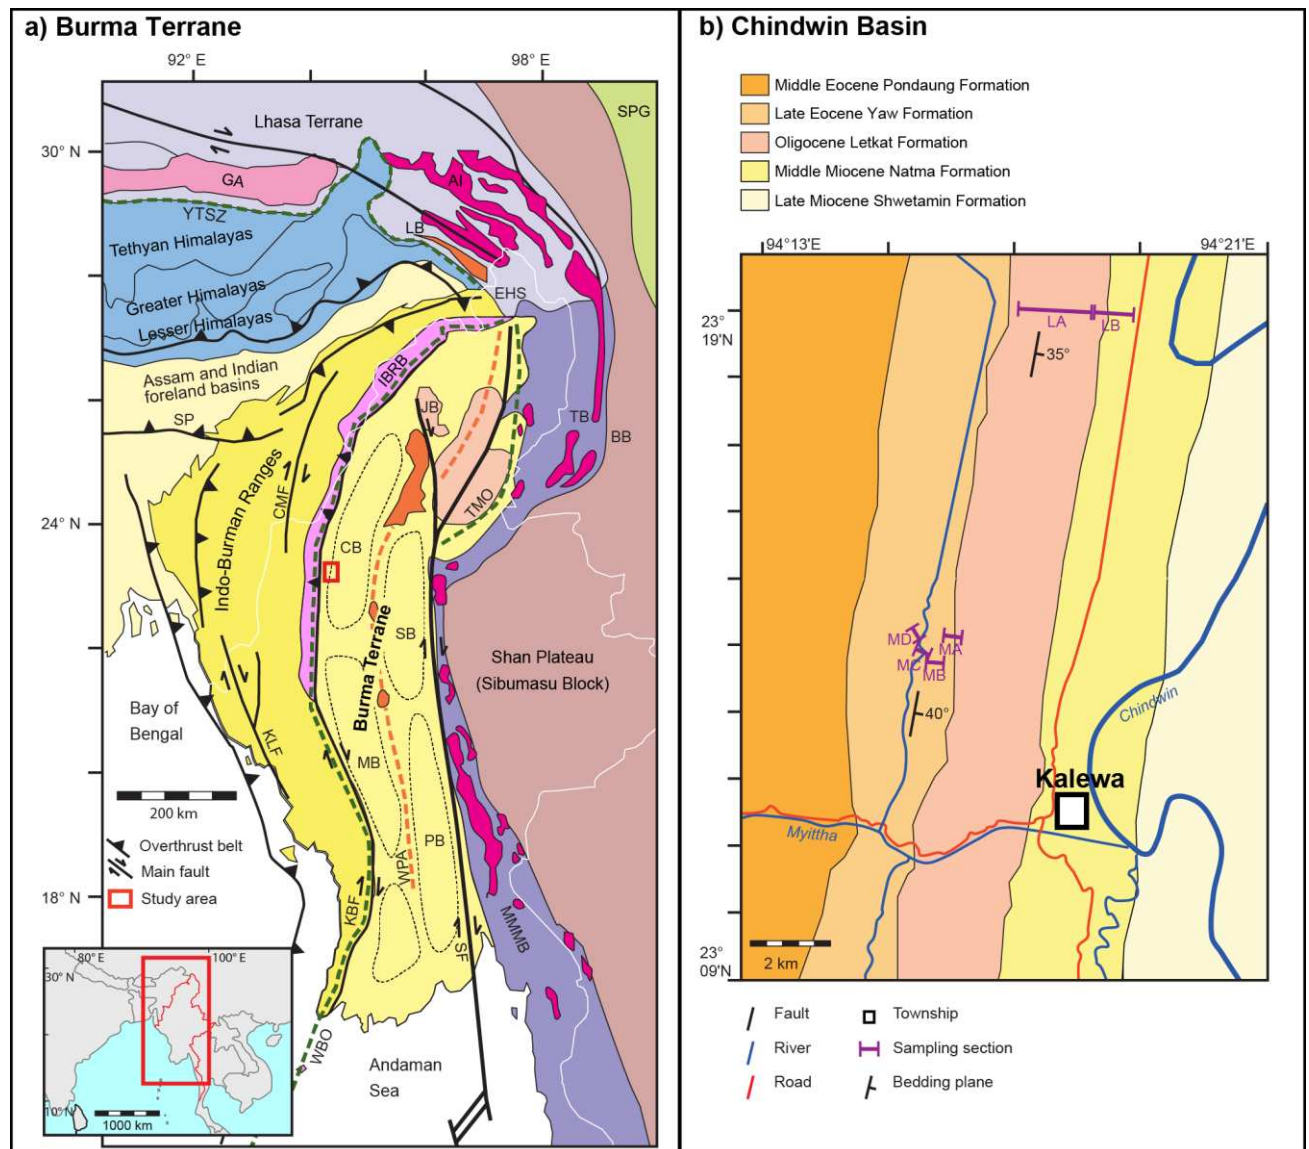 a) Burma Terrane
92° E
98° E
SPG
Lhasa Terrane
30° N
GA
AI
YTSZ
LB
Tethyan Himalayas
Greater Himalayas
EHS
Lesser Himalayas
Assam and Indian
foreland basins
IBRB
JB
SP
TB
BB
Indo-Burman Ranges
CMF
TMO
24° N
CB
SB
Burma Terrane
Shan Plateau
(Sibumasu Block)
Bay of
Bengal
KLF
MB
200 km
PB
WPA
Overthrust belt
Main fault
Study area
18° N
KBF
SF
MMMB
80° E
100° E
30° N
WBO
Andaman
Sea
10° N
1000 km
b) Chindwin Basin
Middle Eocene Pondaung Formation
Late Eocene Yaw Formation
Oligocene Letkat Formation
Middle Miocene Natma Formation
Late Miocene Shwetamin Formation
94°13'E
94°21'E
23°
19'N
LA
LB
35°
MD
MA
MC
MB
40°
Chindwin
Kalewa
Myittha
23°
09'N
2 km
Fault
Township
River
Sampling section
Road
Bedding plane